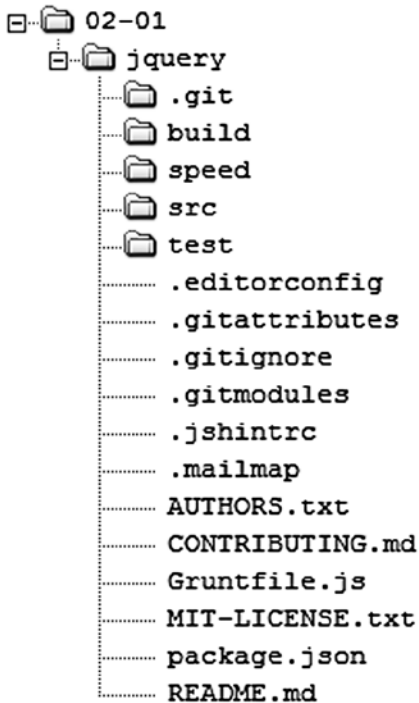 02-01
jquery
.git
build
speed
src
test
.editorconfig
.gitattributes
.gitignore
.gitmodules
.jshintrc
.mailmap
AUTHORS.txt
CONTRIBUTING.md
Gruntfile.js
MIT-LICENSE.txt
package.json
README.md